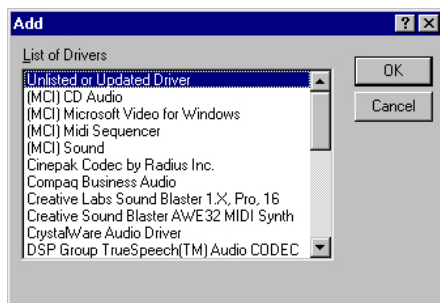 Add
List of Drivers
Unlisted or Updated Driver
(MCI) CD Audio
(MCI) Microsoft Video for Windows
(MCI) Midi Sequencer
(MCI) Sound
Cinepak Codec by Radius Inc.
Compaq Business Audio
Creative Labs Sound Blaster 1.X, Pro, 16
Creative Sound Blaster AWE32 MIDI Synth
CrystalWare Audio Driver
DSP Group TrueSpeech(TM) Audio CODEC
OK
Cancel